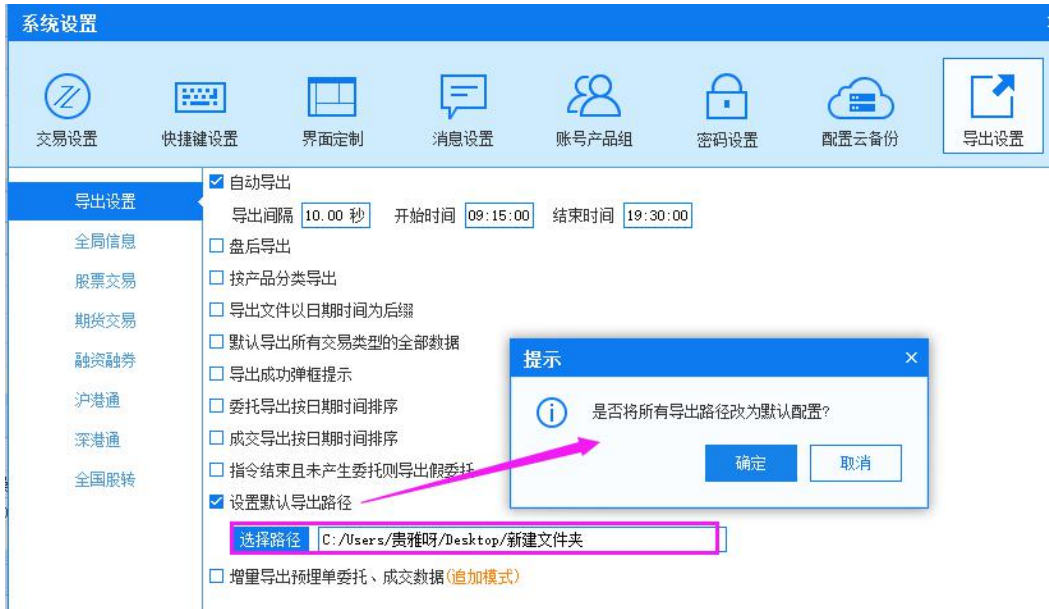 系统设置
交易设置 快捷键设置 界面定制 消息设置 账号产品组 密码设置 配置云备份 导出设置
导出设置
全局信息
股票交易
期货交易
融资融券
沪港通
深港通
全国股转
自动导出
导出间隔 10.00 秒 开始时间 09:15:00 结束时间 19:30:00
盘后导出
按产品分类导出
导出文件以日期时间为后缀
默认导出所有交易类型的全部数据
导出成功弹框提示
委托导出按日期时间排序
成交导出按日期时间排序
指令结束且未产生委托则导出假委托
设置默认导出路径
选择路径 C:/Users/贵雅呀/Desktop/新建文件夹
增量导出预埋单委托、成交数据(追加模式)
提示
是否将所有导出路径改为默认配置?
确定 取消